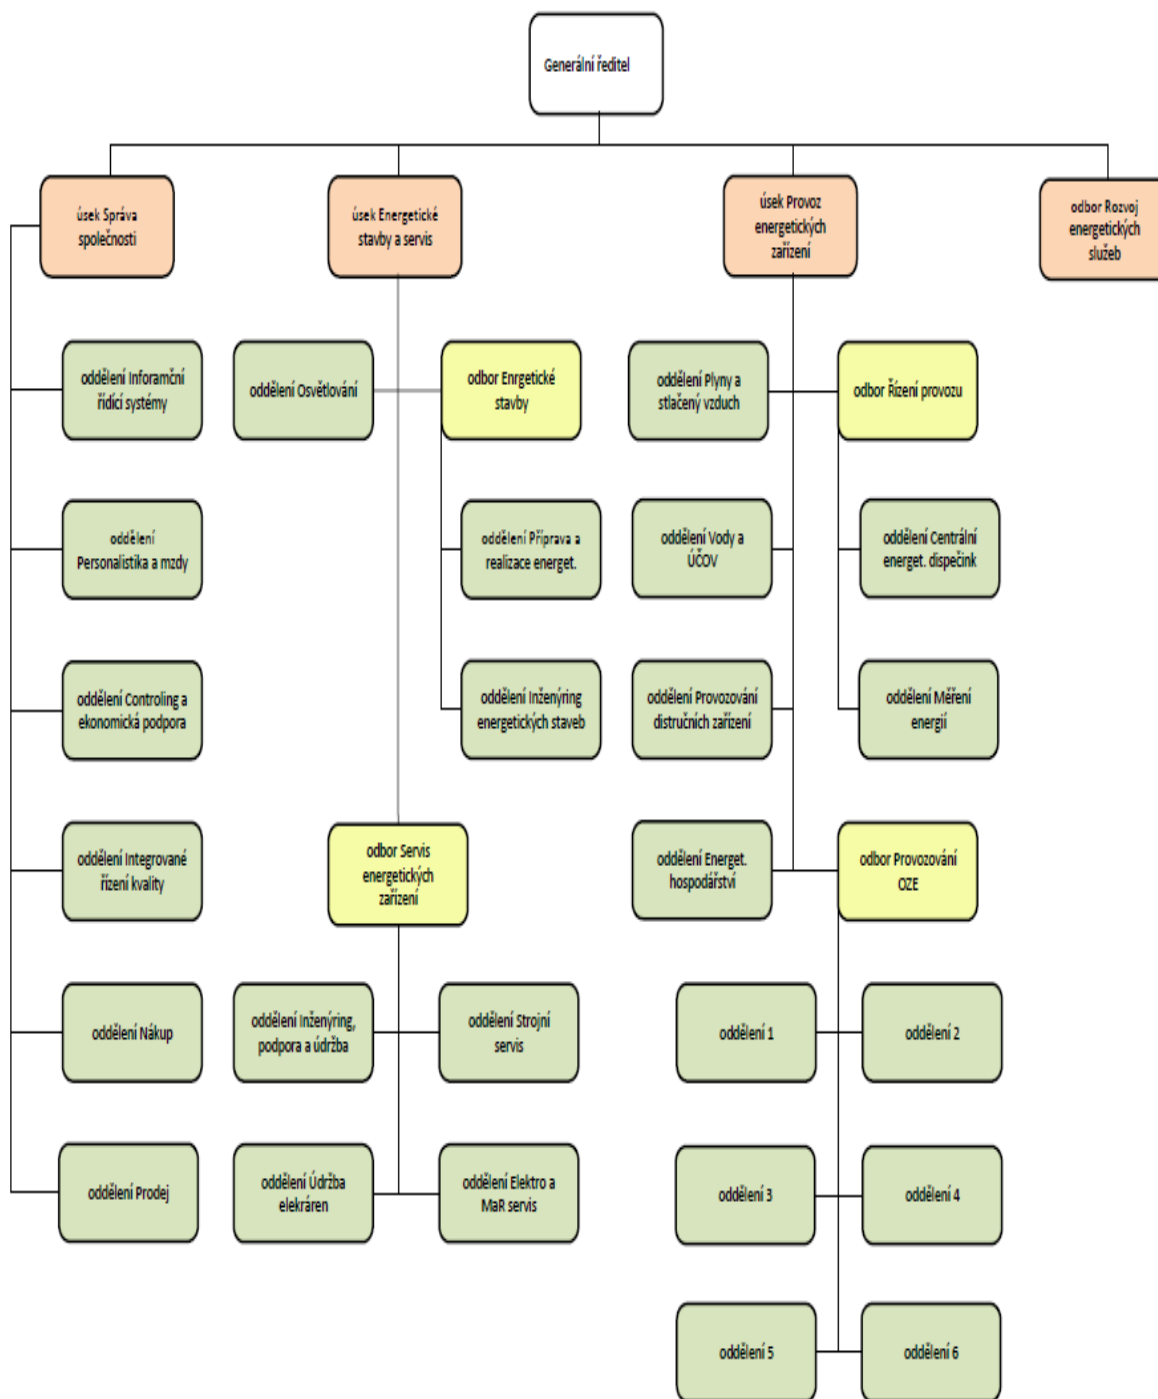 Generální ředitel
úsek Správa
společnosti
úsek Energetické
stavby a servis
úsek Provoz
energetických
zařízení
odbor Rozvoj
energetických
služeb
oddělení Inforamční
řídící systémy
oddělení Osvětlování
odbor Enrgetické
stavby
oddělení Plyny a
stlačený vzduch
odbor Řízení provozu
oddělení
Personalistika a mzdy
oddělení Příprava a
realizace energet.
oddělení Vody a
ÚČOV
oddělení Centrální
energet. dispečink
oddělení Controling a
ekonomická podpora
oddělení Inženýring
energetických staveb
oddělení Provozování
distručních zařízení
oddělení Měření
energií
oddělení Integrované
řízení kvality
odbor Servis
energetických
zařízení
oddělení Energet.
hospodářství
odbor Provozování
OZE
oddělení Nákup
oddělení Inženýring,
podpora a údržba
oddělení Strojní
servis
oddělení 1
oddělení 2
oddělení Prodej
oddělení Údržba
elekráren
oddělení Elektro a
MaR servis
oddělení 3
oddělení 4
oddělení 5
oddělení 6